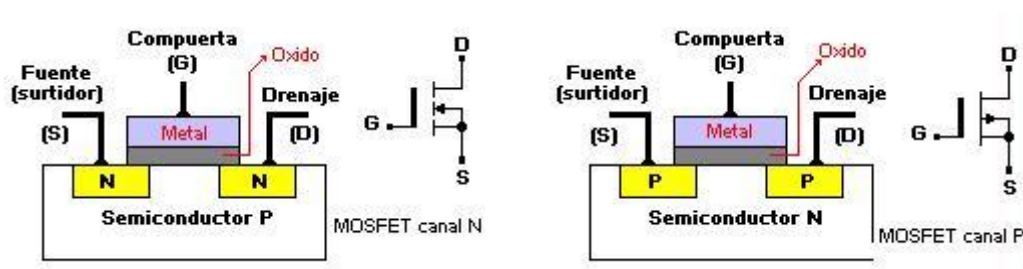 Compuerta
(G)
Oxido
Fuente
(surtidor)
Drenaje
(S)
Metal
(D)
N
N
Semiconductor P
D
G
S
MOSFET canal N
Compuerta
(G)
Oxido
Fuente
(surtidor)
Drenaje
(S)
Metal
(D)
P
P
Semiconductor N
D
G
S
MOSFET canal P